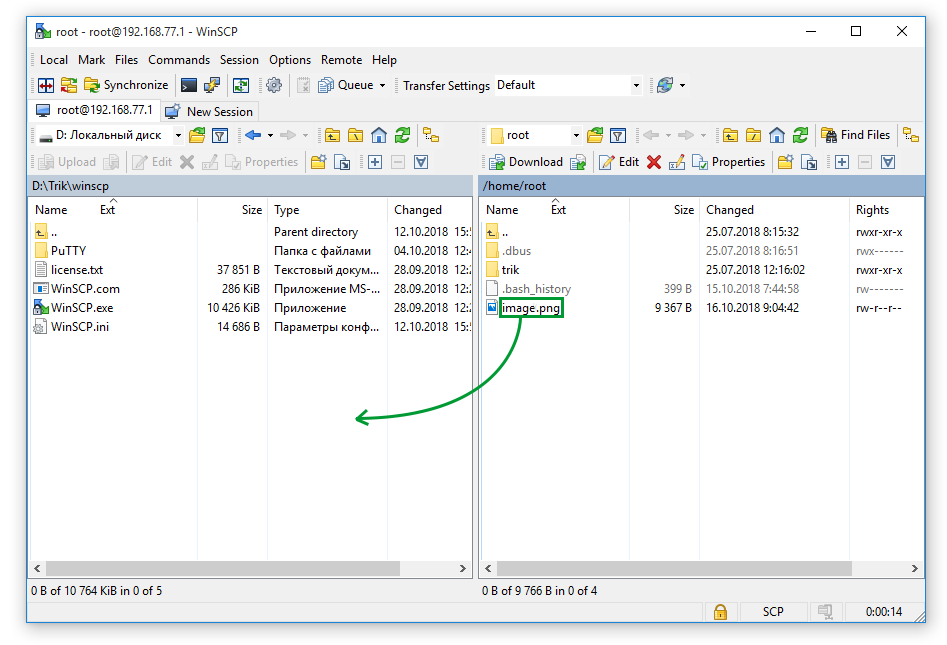 root - root@192.168.77.1 - WinSCP
Local Mark Files Commands Session Options Remote Help
Synchronize Queue Transfer Settings Default
root@192.168.77.1 New Session
D: Локальный диск root Find Files
Upload Edit Properties Download Edit Properties
D:\Trik\winscp /home/root
Name Ext Size Type Changed Name Ext Size Changed Rights
.. Parent directory 12.10.2018 15: .. 25.07.2018 8:15:32 rwxr-xr-x
PuTTY Папка с файлами 04.10.2018 12: .dbus 25.07.2018 8:16:51 rwx------
license.txt 37 851 B Текстовый докум... 28.09.2018 12: trik 25.07.2018 12:16:02 rwxr-xr-x
WinSCP.com 286 KiB Приложение MS-... 28.09.2018 12: .bash_history 399 B 15.10.2018 7:44:58 rw-------
WinSCP.exe 10 426 KiB Приложение 28.09.2018 12: image.png 9 367 B 16.10.2018 9:04:42 rw-r--r--
WinSCP.ini 14 686 B Параметры конф... 12.10.2018 15:
0 B of 10 764 KiB in 0 of 5 0 B of 9 766 B in 0 of 4
SCP 0:00:14